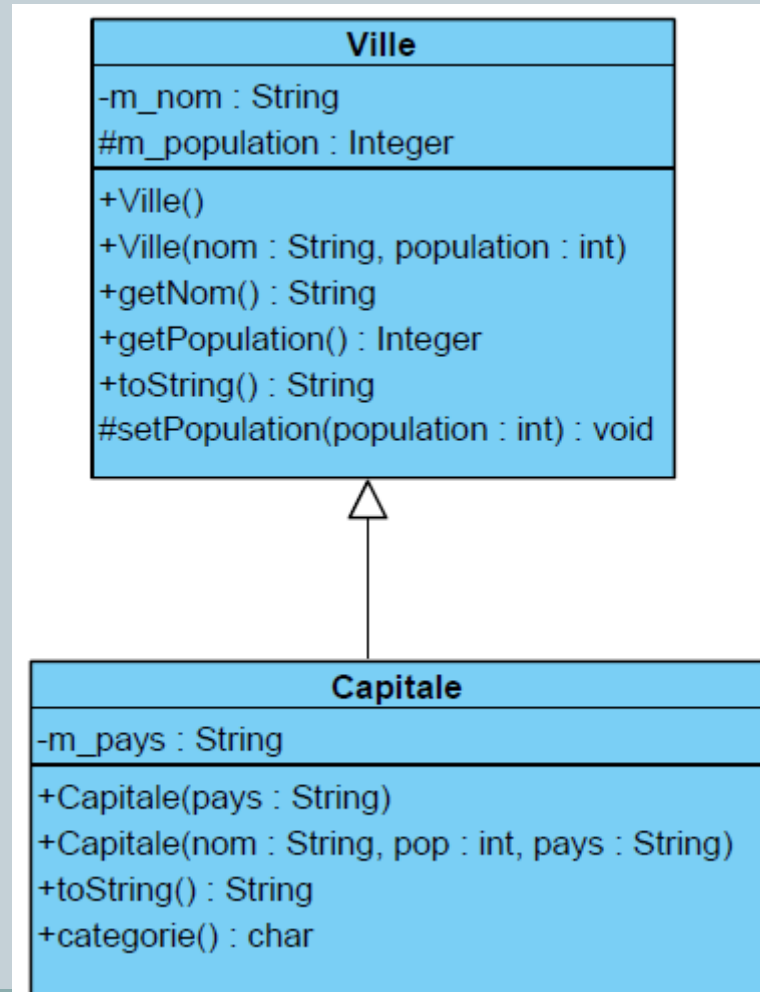 Ville
-m_nom : String
#m_population : Integer
+Ville()
+Ville(nom : String, population : int)
+getNom() : String
+getPopulation() : Integer
+toString() : String
#setPopulation(population : int) : void
Capitale
-m_pays : String
+Capitale(pays : String)
+Capitale(nom : String, pop : int, pays : String)
+toString() : String
+categorie() : char